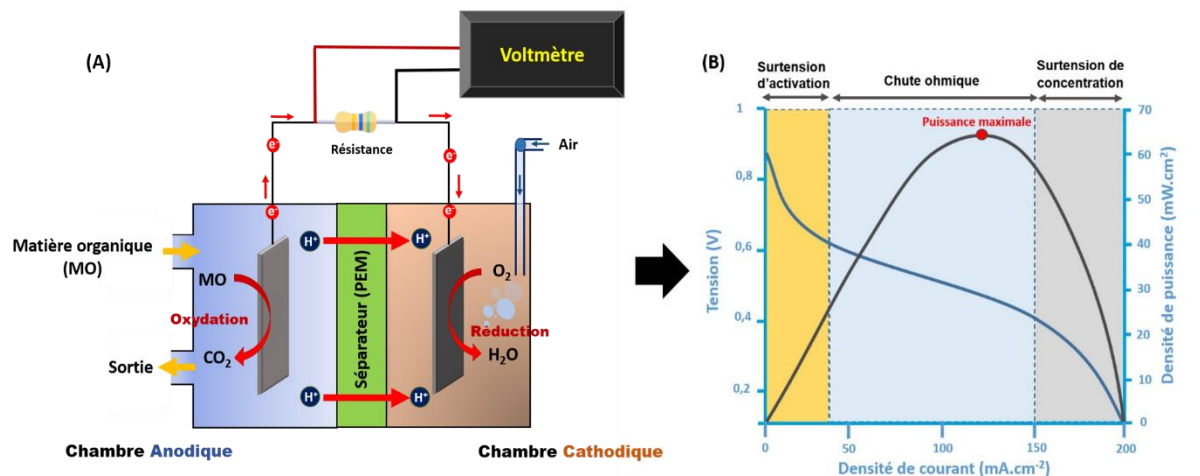 (A)
Voltmètre
Résistance
e-
e-
e-
e-
Air
Matière organique
(MO)
MO
Oxydation
CO2
Sortie
H+
H+
H+
H+
Séparateur (PEM)
O2
Réduction
H2O
Chambre Anodique
Chambre Cathodique
(B)
Surtension
d'activation
Chute ohmique
Surtension de
concentration
Puissance maximale
Tension (V)
1
0,8
0,6
0,4
0,2
Densité de puissance (mW.cm²)
70
60
50
40
30
20
10
0
0
50
100
150
200
Densité de courant (mA.cm-2)